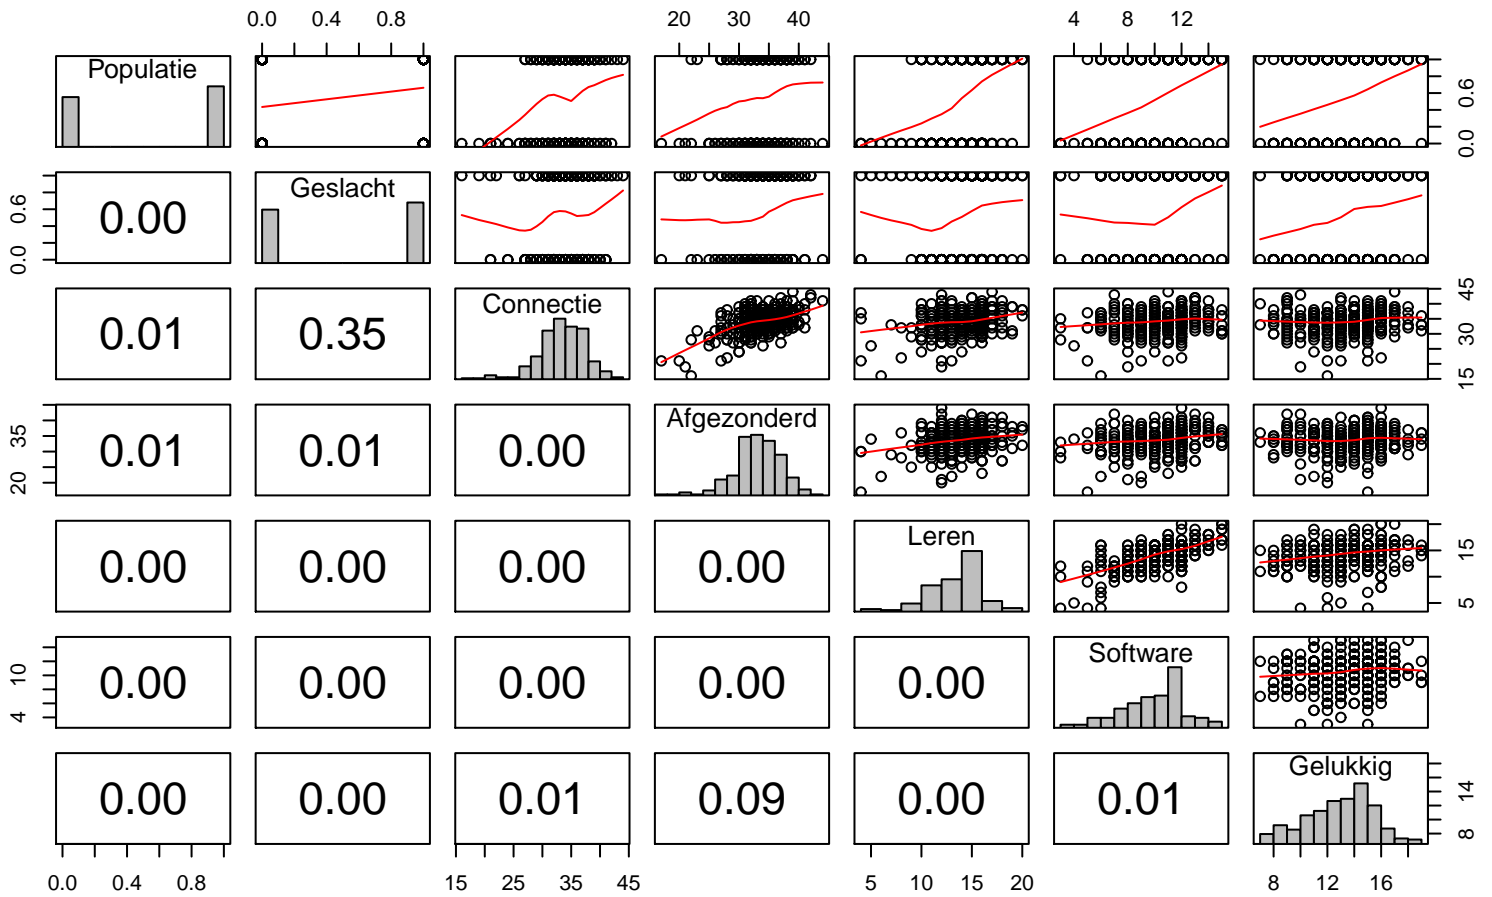 0.0 0.4 0.8 20 30 40 4 8 12
Populatie
0.0 0.6
0.0 0.6
0.00
Geslacht
0.01 0.35
Connectie
15 30 45
20 35
0.01 0.01 0.00
Afgezonderd
0.00 0.00 0.00 0.00
Leren
5 15
4 10
0.00 0.00 0.00 0.00 0.00
Software
0.00 0.00 0.01 0.09 0.00 0.01
Gelukkig
8 14
0.0 0.4 0.8 15 25 35 45 5 10 15 20 8 12 16